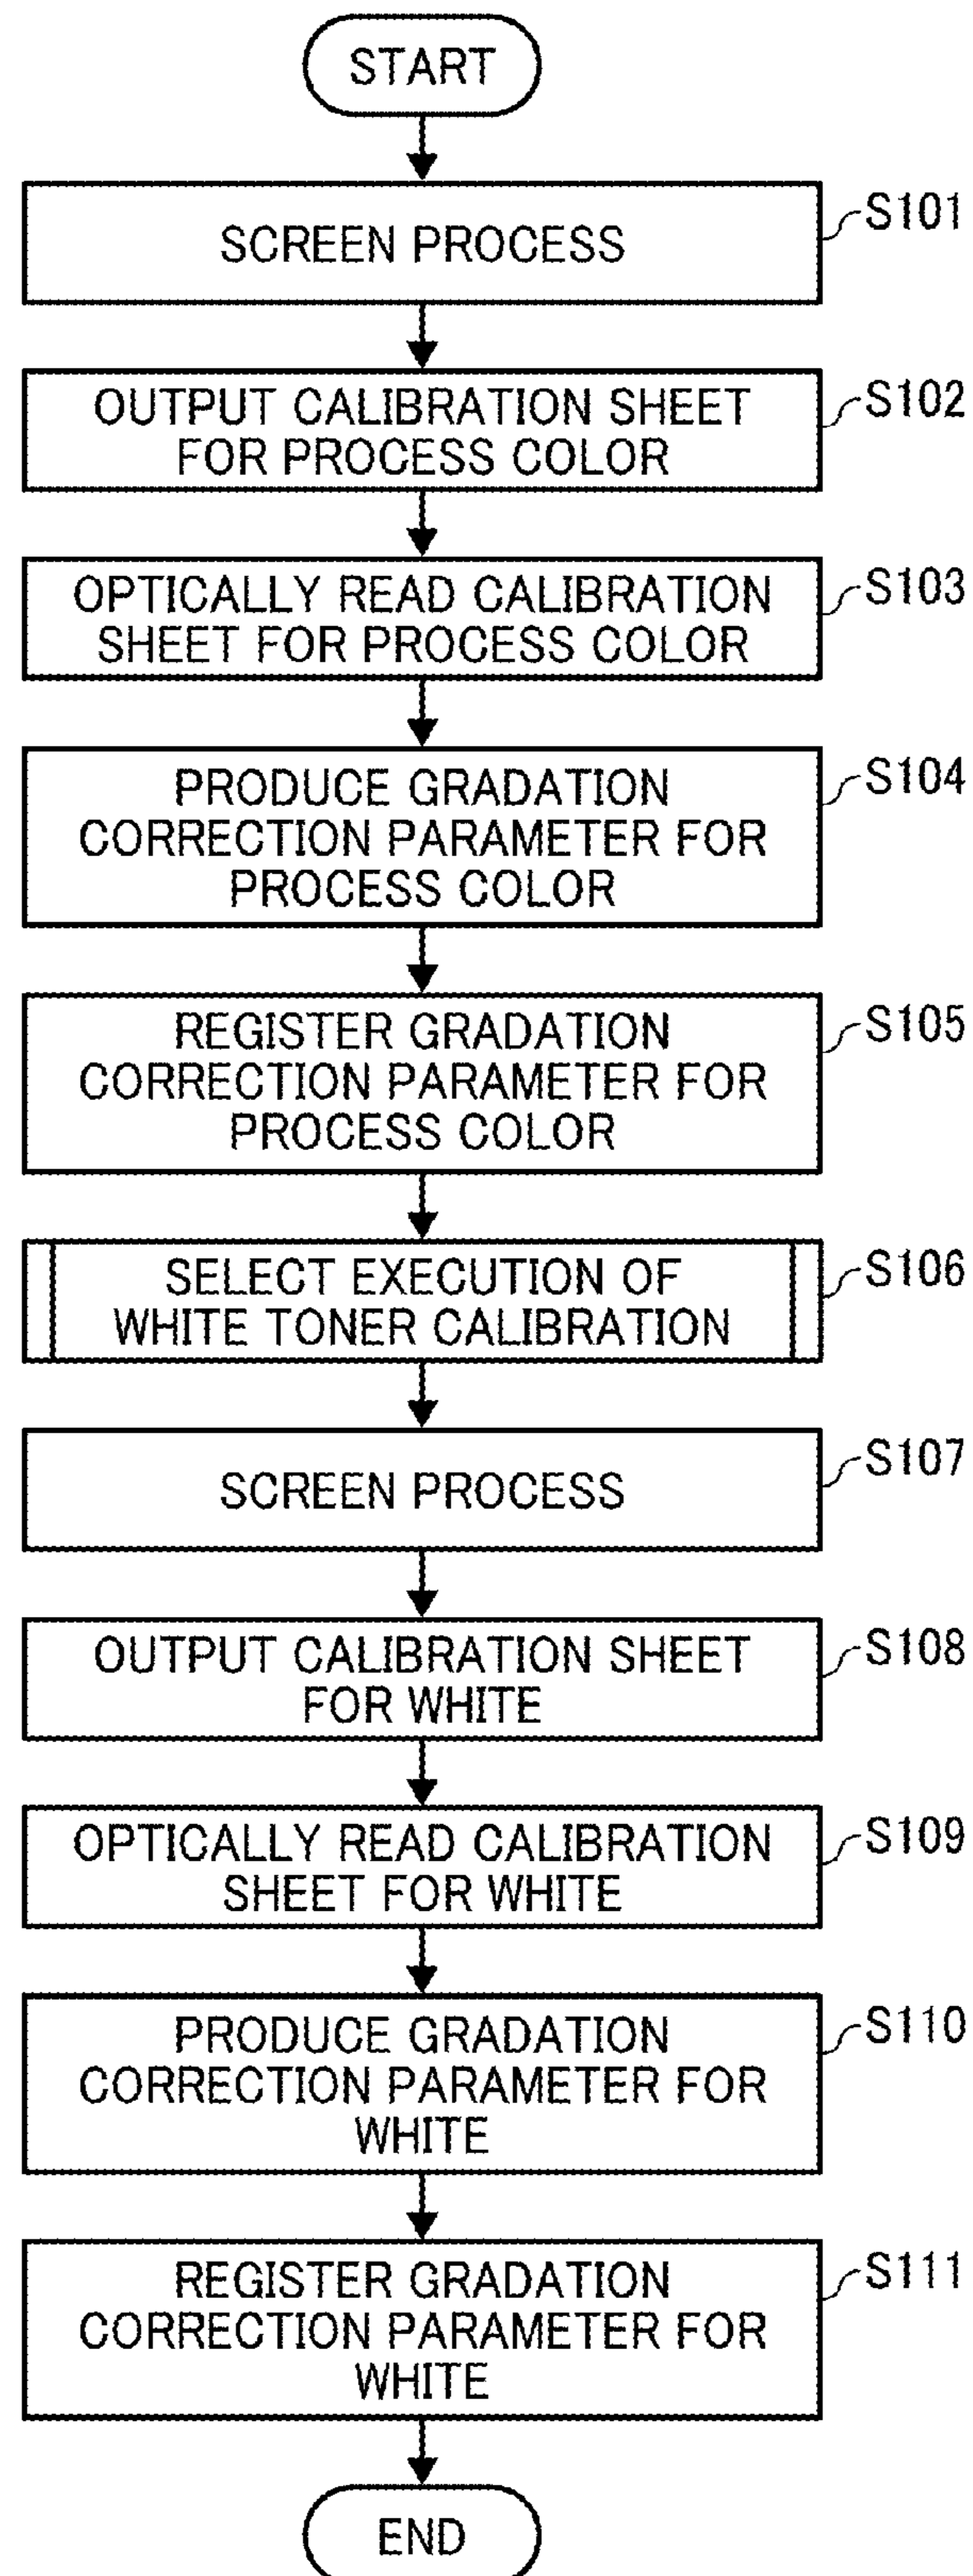 START
SCREEN PROCESS
S101
OUTPUT CALIBRATION SHEET
FOR PROCESS COLOR
S102
OPTICALLY READ CALIBRATION
SHEET FOR PROCESS COLOR
S103
PRODUCE GRADATION
CORRECTION PARAMETER FOR
PROCESS COLOR
S104
REGISTER GRADATION
CORRECTION PARAMETER FOR
PROCESS COLOR
S105
SELECT EXECUTION OF
WHITE TONER CALIBRATION
S106
SCREEN PROCESS
S107
OUTPUT CALIBRATION SHEET
FOR WHITE
S108
OPTICALLY READ CALIBRATION
SHEET FOR WHITE
S109
PRODUCE GRADATION
CORRECTION PARAMETER FOR
WHITE
S110
REGISTER GRADATION
CORRECTION PARAMETER FOR
WHITE
S111
END